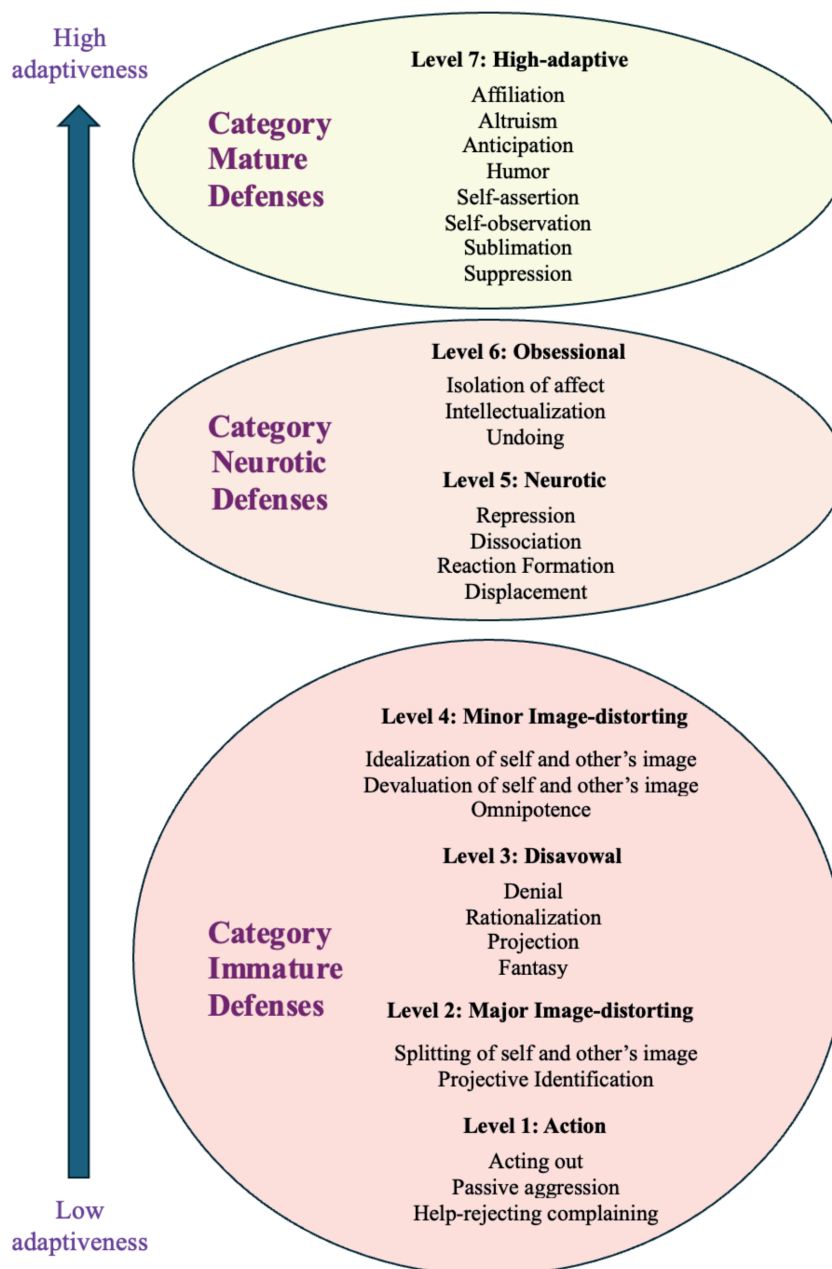 High
adaptiveness
Level 7: High-adaptive
Affiliation
Altruism
Anticipation
Humor
Self-assertion
Self-observation
Sublimation
Suppression
Category
Mature
Defenses
Level 6: Obsessional
Isolation of affect
Intellectualization
Undoing
Level 5: Neurotic
Repression
Dissociation
Reaction Formation
Displacement
Category
Neurotic
Defenses
Level 4: Minor Image-distorting
Idealization of self and other’s image
Devaluation of self and other’s image
Omnipotence
Level 3: Disavowal
Denial
Rationalization
Projection
Fantasy
Category
Immature
Defenses
Level 2: Major Image-distorting
Splitting of self and other’s image
Projective Identification
Level 1: Action
Acting out
Passive aggression
Help-rejecting complaining
Low
adaptiveness